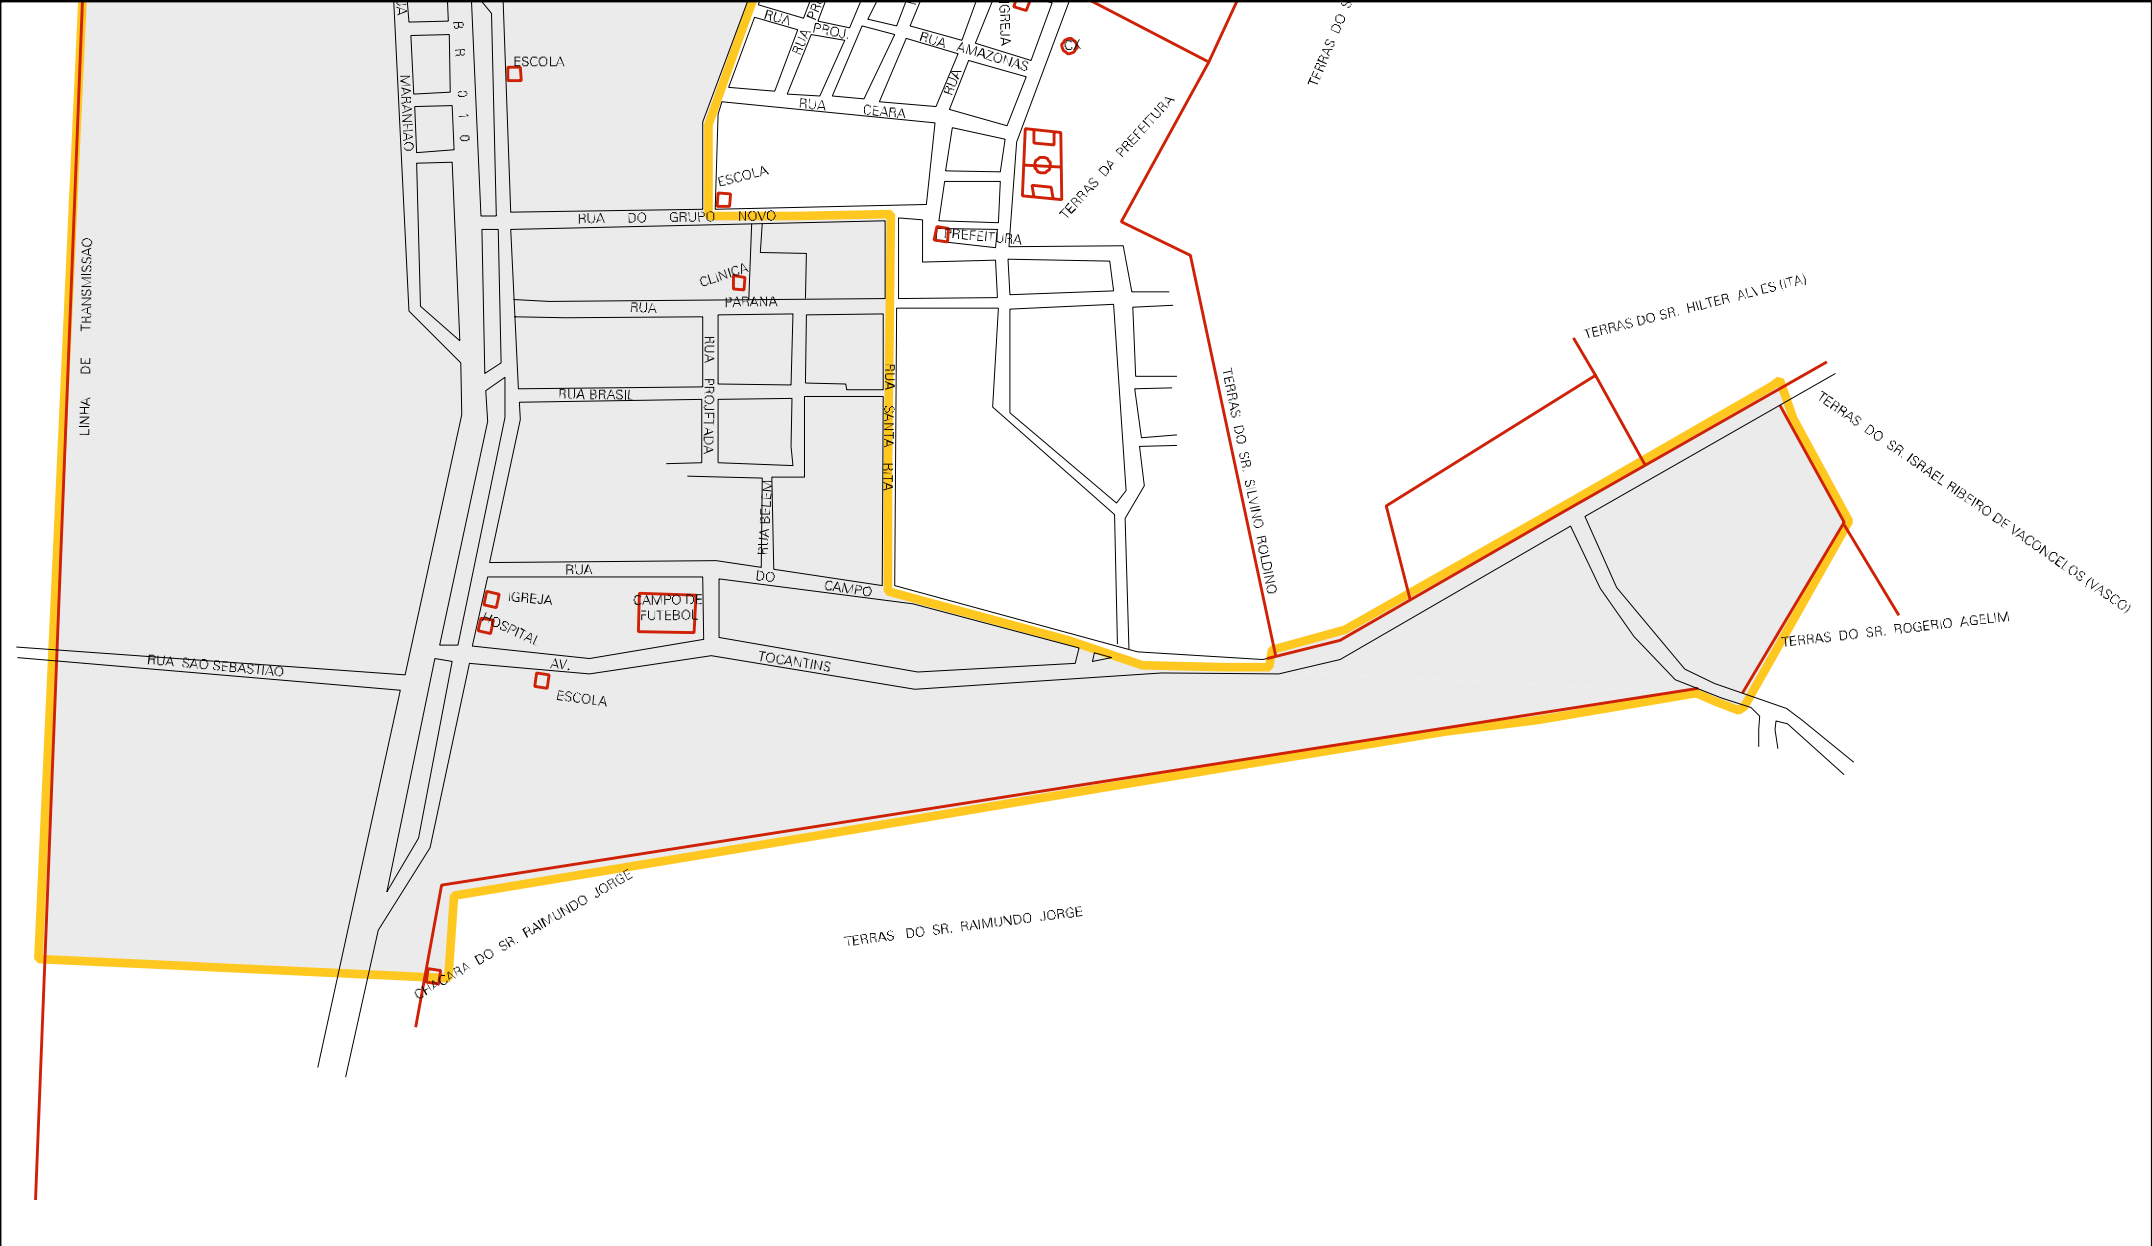 RUA
PROJ.
RUA
IGREJA
RUA AMAZONAS
CX
TERRAS DO S
B R 0 1 0
ESCOLA
MARANHAO
RUA
RUA CEARA
TERRAS DA PREFEITURA
ESCOLA
RUA DO GRUPO NOVO
PREFEITURA
LINHA DE TRANSMISSAO
CLINICA
RUA PARANA
TERRAS DO SR. HILTER ALVES (ITA)
RUA PROJETADA
RUA BRASIL
RUA SANTA RITA
TERRAS DO SR. SILVINO ROLDINO
TERRAS DO SR. ISRAEL RIBEIRO DE VACONCELOS (VASCO)
RUA BELEM
RUA DO CAMPO
IGREJA
HOSPITAL
CAMPO DE
FUTEBOL
TERRAS DO SR. ROGERIO AGELIM
RUA SAO SEBASTIAO
AV. TOCANTINS
ESCOLA
CHACARA DO SR. RAIMUNDO JORGE
TERRAS DO SR. RAIMUNDO JORGE